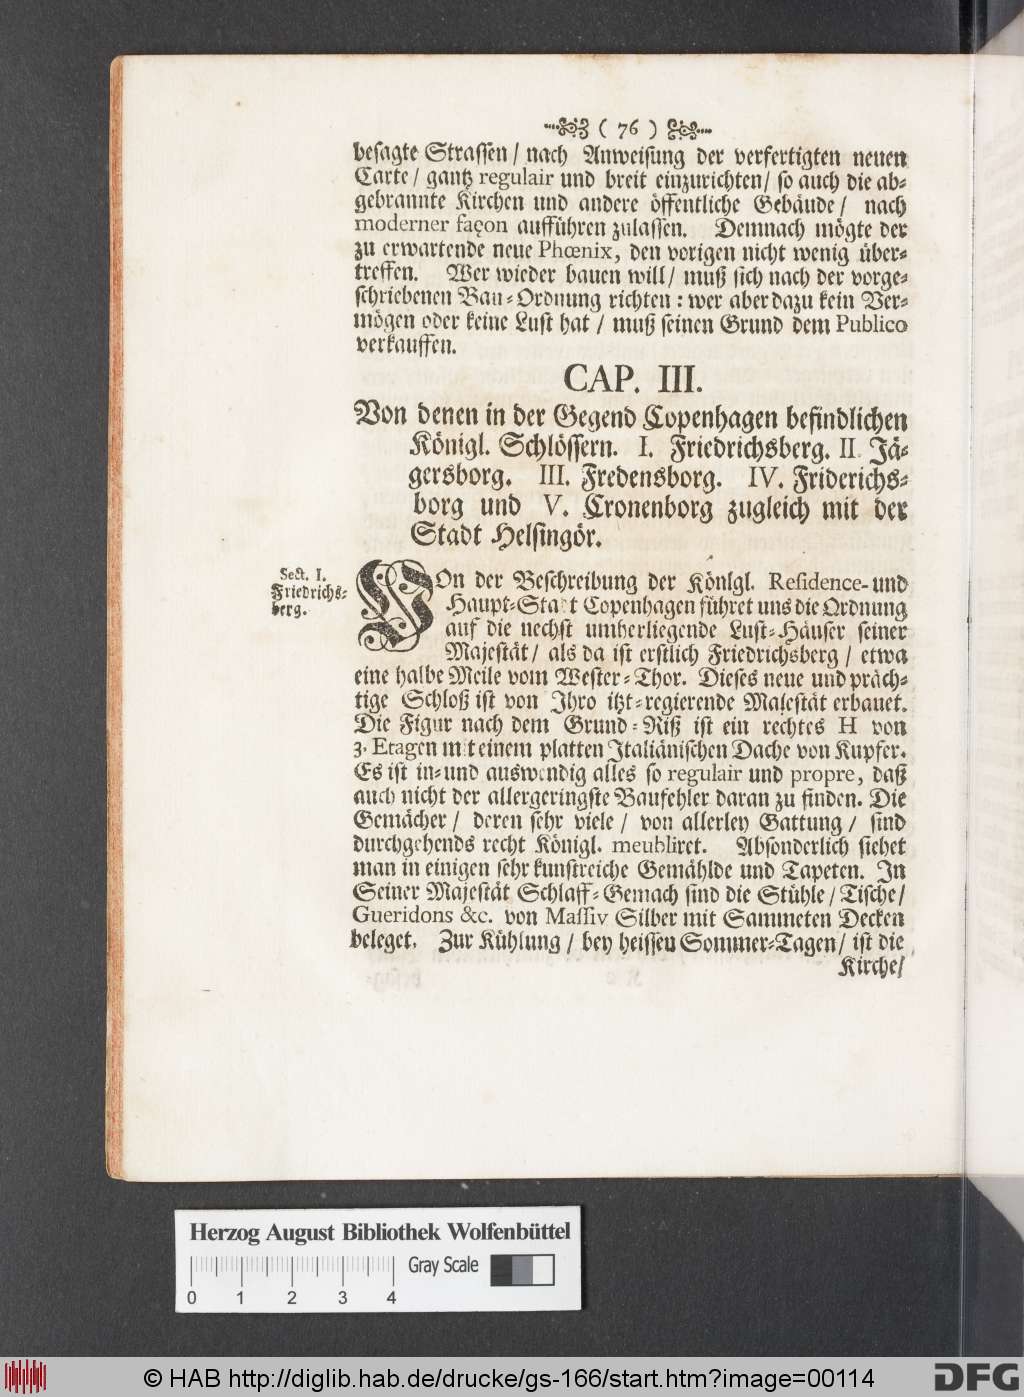 ( 76 )
besagte Strassen / nach Anweisung der verfertigten neuen
Carte / gantz regulair und breit einzurichten / so auch die ab-
gebrannte Kirchen und andere öffentliche Gebäude / nach
moderner façon aufführen zulassen. Demnach mögte der
zu erwartende neue Phœnix, den vorigen nicht wenig über-
treffen. Wer wieder bauen will / muß sich nach der vorge-
schriebenen Bau-Ordnung richten : wer aber dazu kein Ver-
mögen oder keine Lust hat / muß seinen Grund dem Publico
verkauffen.
CAP. III.
Von denen in der Gegend Copenhagen befindlichen
Königl. Schlössern. I. Friedrichsberg. II. Jä-
gersborg. III. Fredensborg. IV. Friderichs-
borg und V. Cronenborg zugleich mit der
Stadt Helsingör.
Sect. I.
Friedrichs-
berg.
VOn der Beschreibung der Könlgl. Residence- und
Haupt-Stadt Copenhagen führet uns die Ordnung
auf die nechst umherliegende Lust-Häuser seiner
Majestät / als da ist erstlich Friedrichsberg / etwa
eine halbe Meile vom Wester-Thor. Dieses neue und präch-
tige Schloß ist von Ihro itzt-regierende Majestät erbauet.
Die Figur nach dem Grund-Riß ist ein rechtes H von
3. Etagen mit einem platten Italiänischen Dache von Kupfer.
Es ist in- und auswendig alles so regulair und propre, daß
auch nicht der allergeringste Baufehler daran zu finden. Die
Gemächer / deren sehr viele / von allerley Gattung / sind
durchgehends recht Königl. meubliret. Absonderlich siehet
man in einigen sehr kunstreiche Gemählde und Tapeten. In
Seiner Majestät Schlaff-Gemach sind die Stühle / Tische /
Gueridons &c. von Massiv Silber mit Sammeten Decken
beleget. Zur Kühlung / bey heissen Sommer-Tagen / ist die
Kirche /
Herzog August Bibliothek Wolfenbüttel
Gray Scale
0 1 2 3 4
© HAB http://diglib.hab.de/drucke/gs-166/start.htm?image=00114
DFG